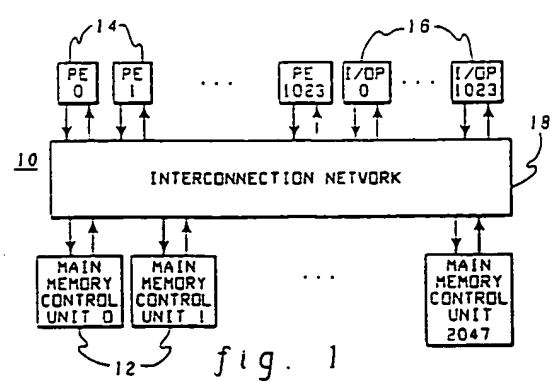 14
16
PE
0
PE
1
...
PE
1023
I/OP
0
...
I/OP
1023
10
INTERCONNECTION NETWORK
18
MAIN
MEMORY
CONTROL
UNIT 0
MAIN
MEMORY
CONTROL
UNIT 1
...
MAIN
MEMORY
CONTROL
UNIT
2047
12
fig. 1